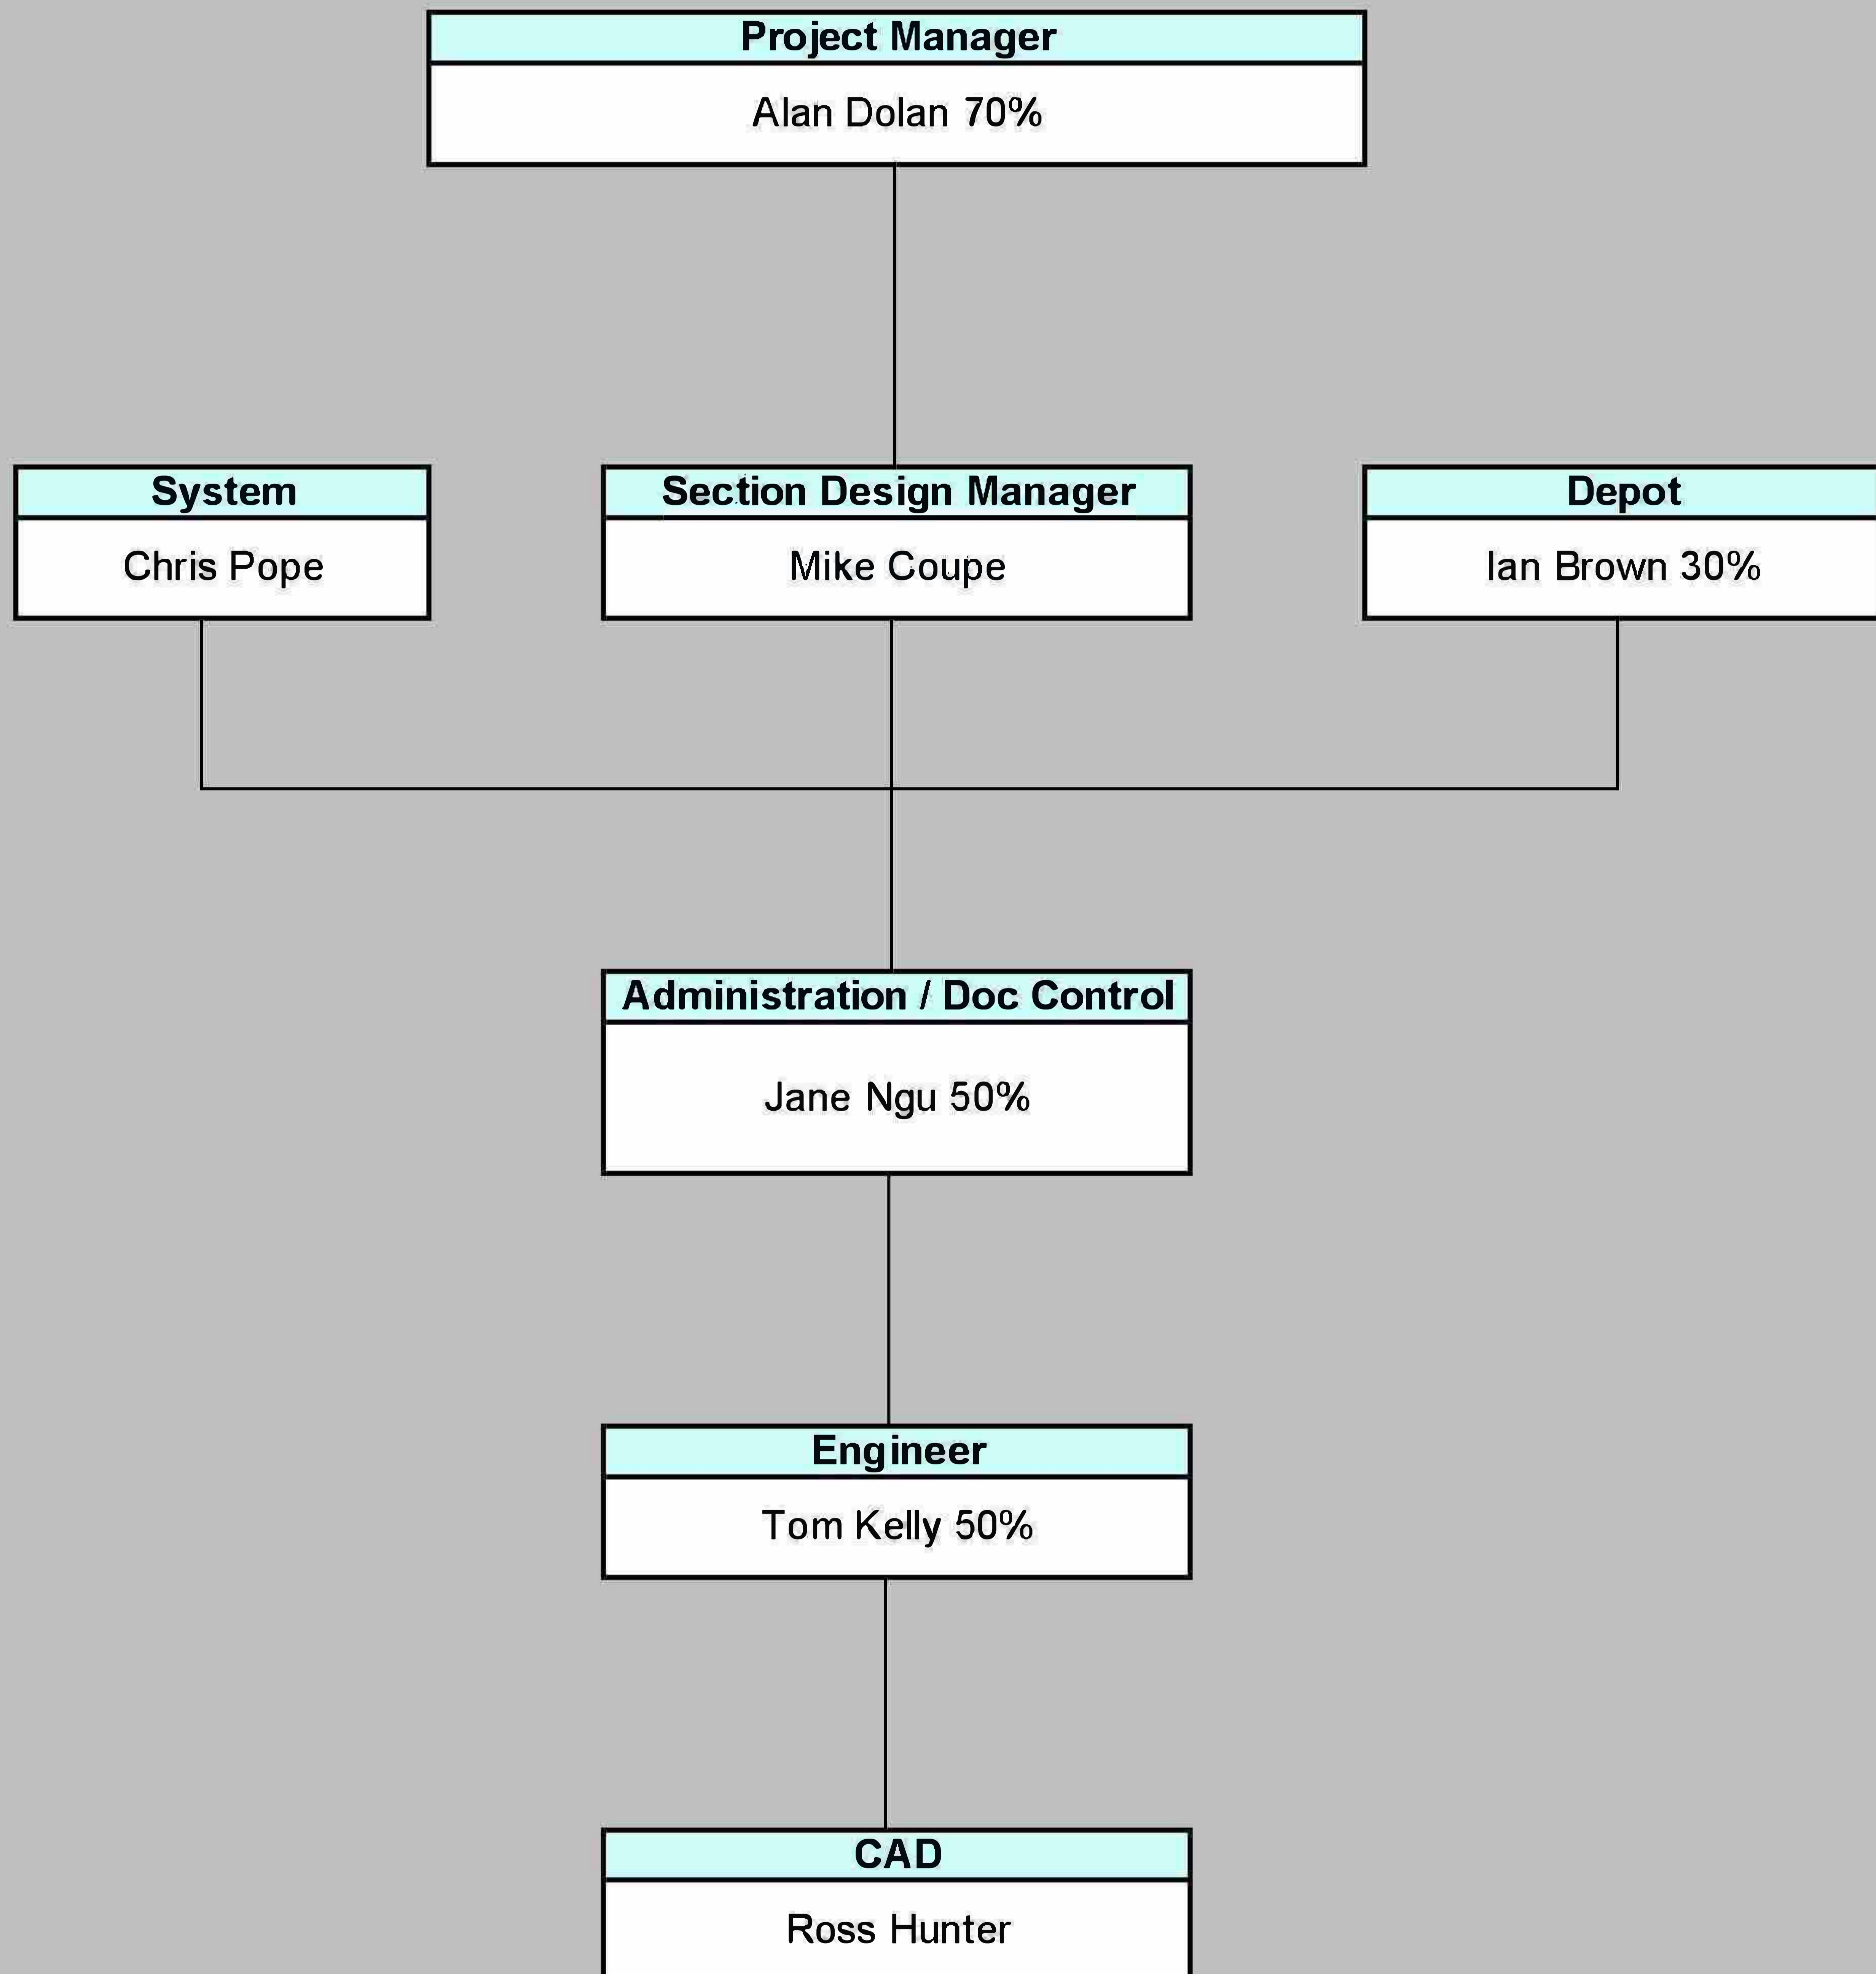 Project Manager
Alan Dolan 70%
System
Chris Pope
Section Design Manager
Mike Coupe
Depot
Ian Brown 30%
Administration / Doc Control
Jane Ngu 50%
Engineer
Tom Kelly 50%
CAD
Ross Hunter